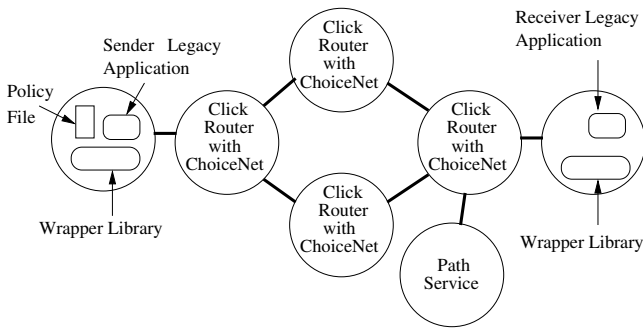 Sender Legacy
Application
Policy
File
Wrapper Library
Click
Router
with
ChoiceNet
Click
Router
with
ChoiceNet
Click
Router
with
ChoiceNet
Click
Router
with
ChoiceNet
Path
Service
Receiver Legacy
Application
Wrapper Library